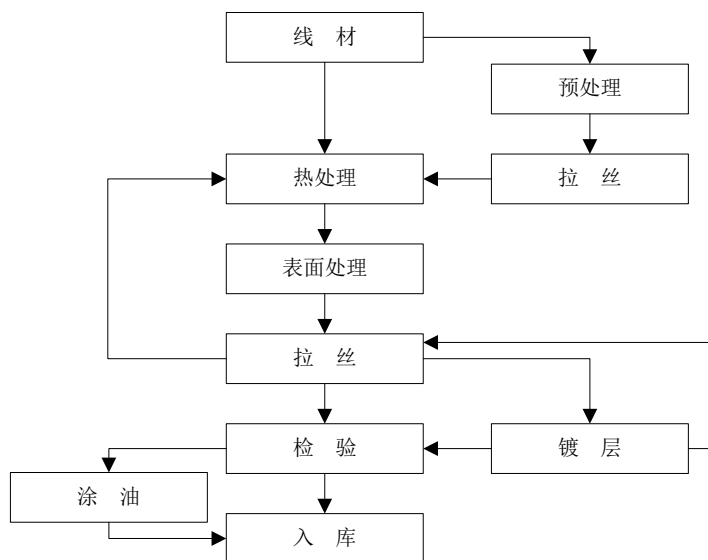 线 材
预处理
热处理
拉 丝
表面处理
拉 丝
检 验
镀 层
涂 油
入 库